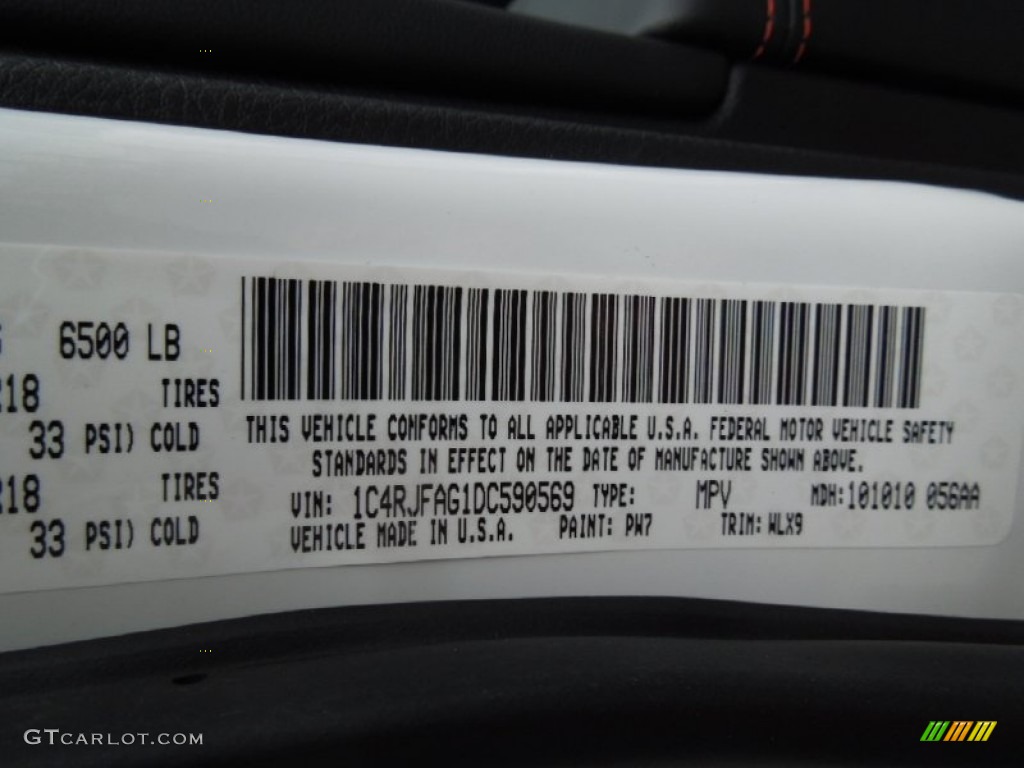 6500 LB
R18 TIRES
33 PSI) COLD
R18 TIRES
33 PSI) COLD
THIS VEHICLE CONFORMS TO ALL APPLICABLE U.S.A. FEDERAL MOTOR VEHICLE SAFETY
STANDARDS IN EFFECT ON THE DATE OF MANUFACTURE SHOWN ABOVE.
VIN: 1C4RJFAG1DC590569 TYPE: MPV MDH:101010 056AA
VEHICLE MADE IN U.S.A. PAINT: PW7 TRIM: WLX9
GTCARLOT.COM